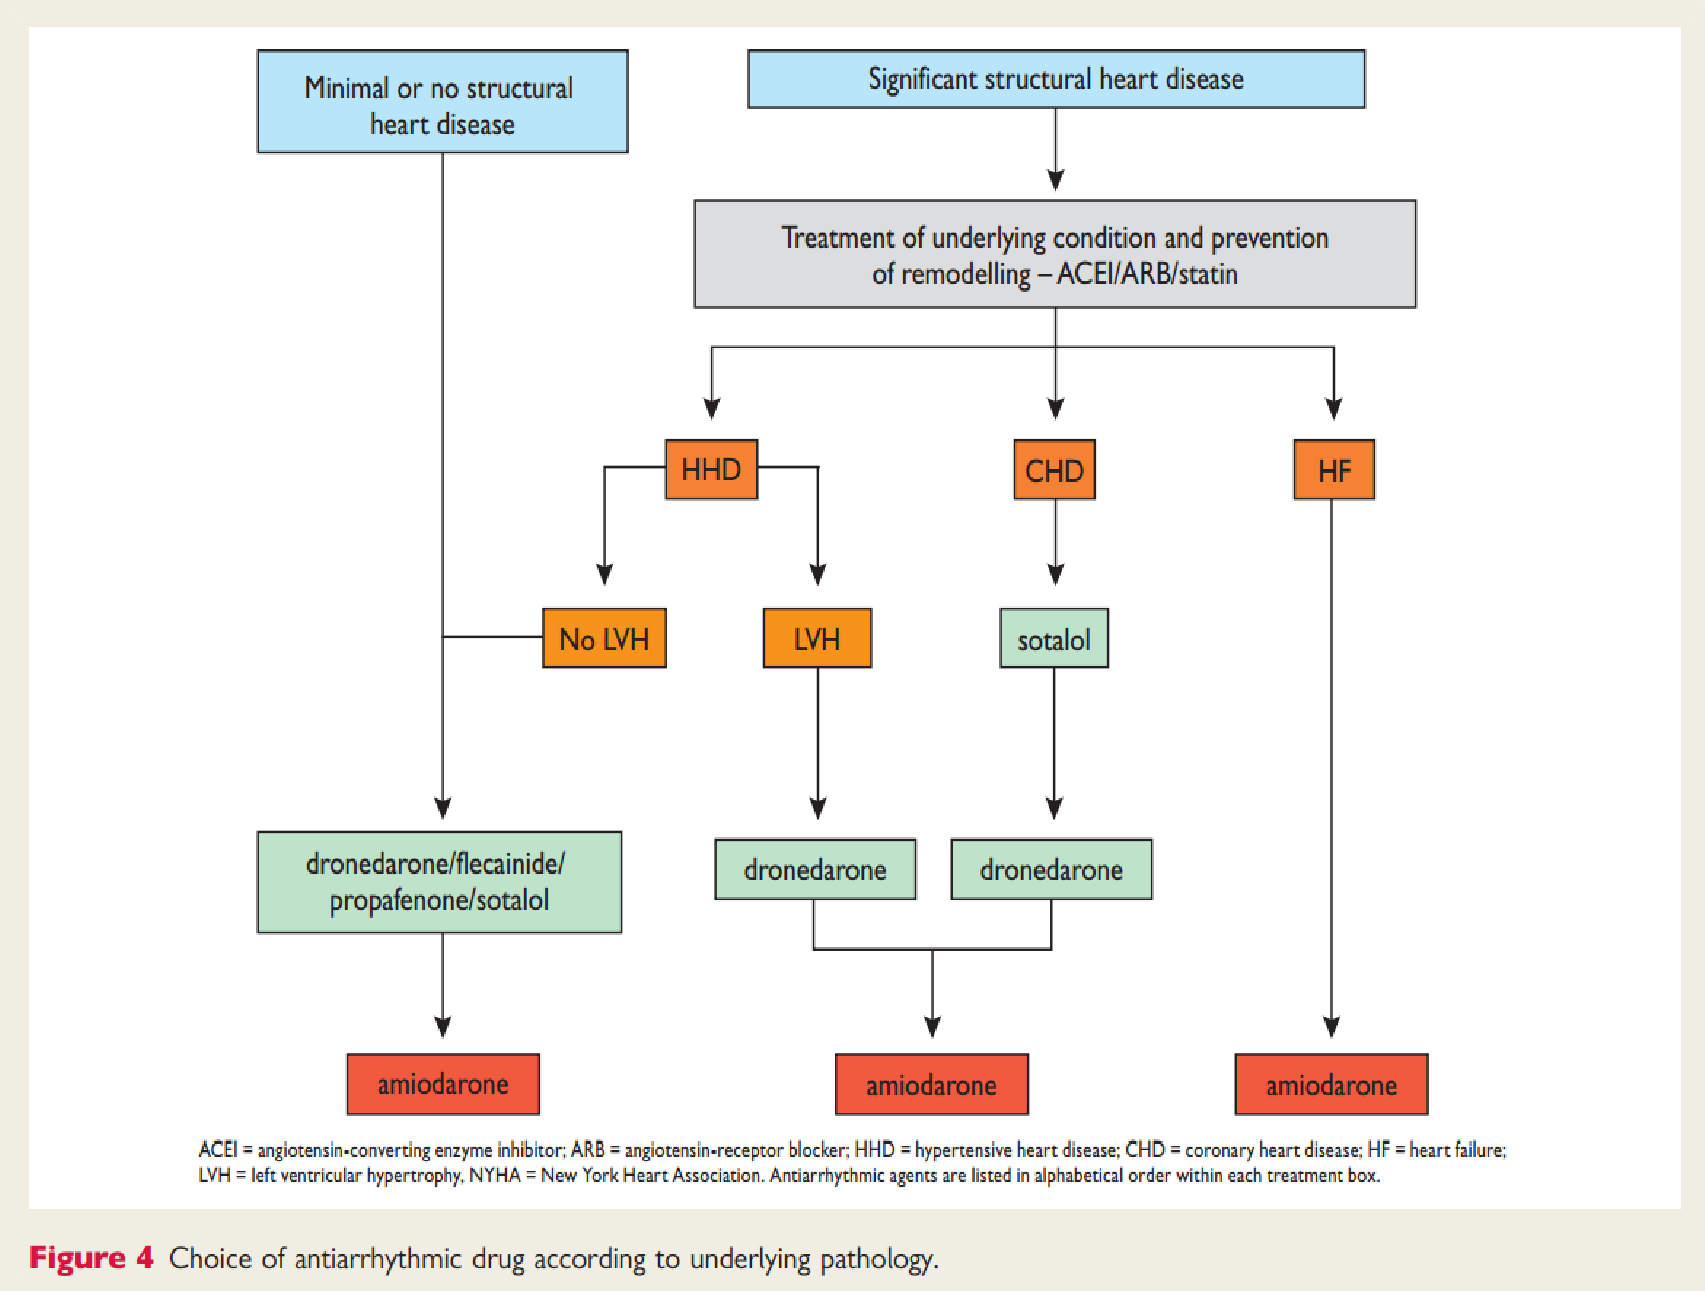 Minimal or no structural
heart disease
Significant structural heart disease
Treatment of underlying condition and prevention
of remodelling – ACEI/ARB/statin
HHD
CHD
HF
No LVH
LVH
sotalol
dronedarone/flecainide/
propafenone/sotalol
dronedarone
dronedarone
amiodarone
amiodarone
amiodarone
ACEI = angiotensin-converting enzyme inhibitor; ARB = angiotensin-receptor blocker; HHD = hypertensive heart disease; CHD = coronary heart disease; HF = heart failure;
LVH = left ventricular hypertrophy, NYHA = New York Heart Association. Antiarrhythmic agents are listed in alphabetical order within each treatment box.
Figure 4 Choice of antiarrhythmic drug according to underlying pathology.